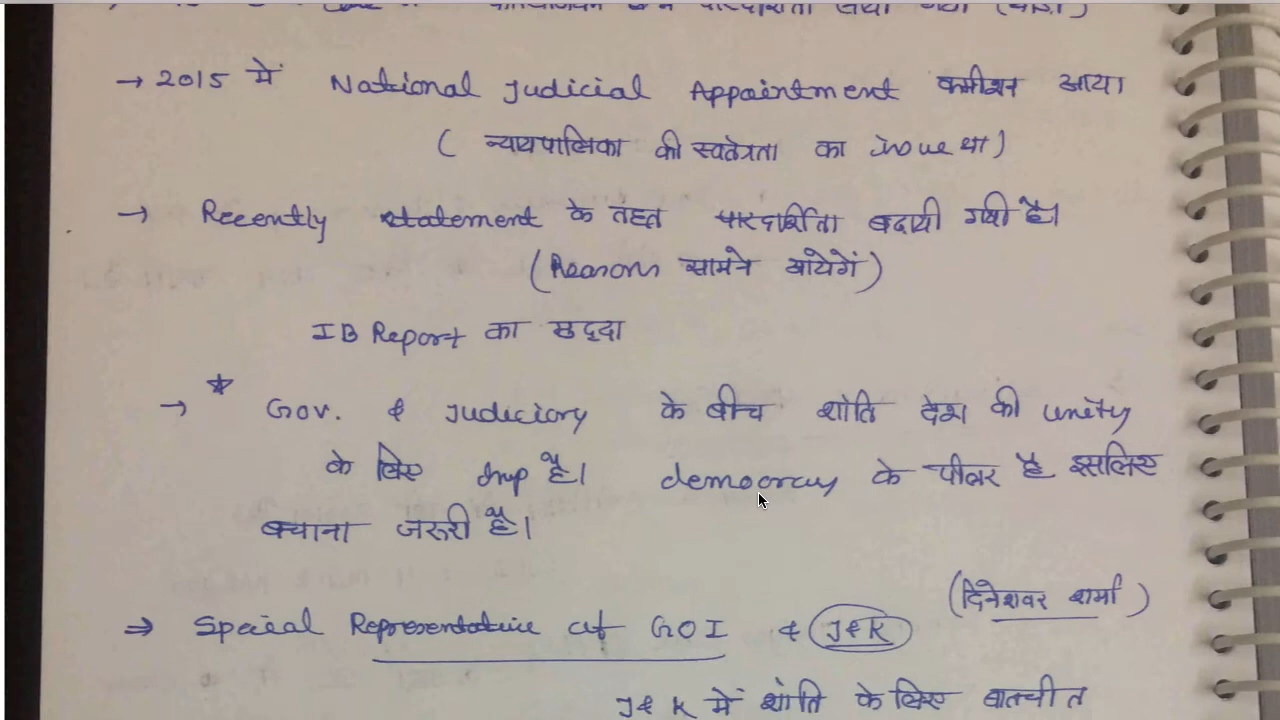 → 2015 में National Judicial Appointment कमीशन आया
( न्यायपालिका की स्वतंत्रता का issue था )
→ Recently statement के तहत पारदर्शिता बढायी गयी है।
(Reasons सामने आयेगें)
IB Report का मुद्दा
→ * Gov. & Judiciary के बीच शांति देश की unity
के लिए imp है। democracy के पीलर है इसलिए
बचाना जरूरी है।
(दिनेशवर शर्मा)
⇒ Special Representative of GOI & J&K
J&K में शांति के लिए बातचीत